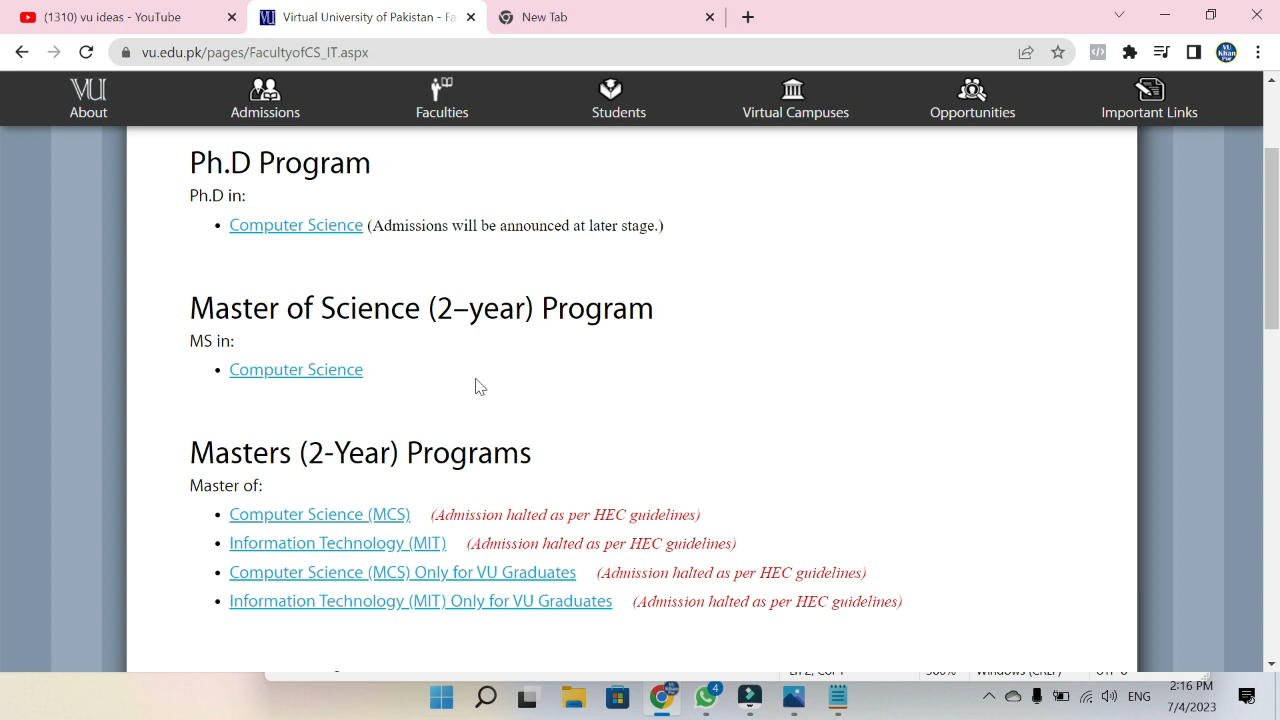 (1310) vu ideas - YouTube
Virtual University of Pakistan - Fa
New Tab
vu.edu.pk/pages/FacultyofCS_IT.aspx
VU
Khan
Pur
VU
About
Admissions
Faculties
Students
Virtual Campuses
Opportunities
Important Links
Ph.D Program
Ph.D in:
• Computer Science (Admissions will be announced at later stage.)
Master of Science (2–year) Program
MS in:
• Computer Science
Masters (2-Year) Programs
Master of:
• Computer Science (MCS) (Admission halted as per HEC guidelines)
• Information Technology (MIT) (Admission halted as per HEC guidelines)
• Computer Science (MCS) Only for VU Graduates (Admission halted as per HEC guidelines)
• Information Technology (MIT) Only for VU Graduates (Admission halted as per HEC guidelines)
4
ENG
2:16 PM
7/4/2023